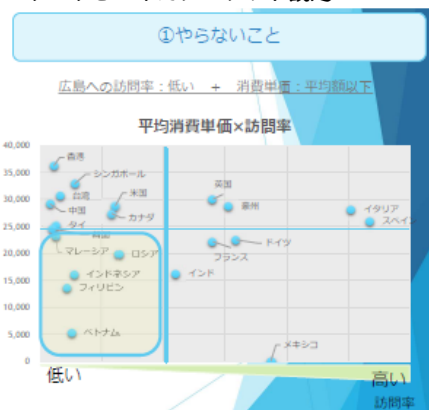 ①やらないこと
広島への訪問率：低い　＋　消費単価：平均額以下
平均消費単価×訪問率
40,000
35,000
30,000
25,000
20,000
15,000
10,000
5,000
0
香港
シンガポール
台湾
米国
中国
カナダ
タイ
マレーシア
ロシア
インドネシア
フィリピン
ベトナム
英国
豪州
イタリア
スペイン
ドイツ
フランス
インド
メキシコ
低い
高い
訪問率